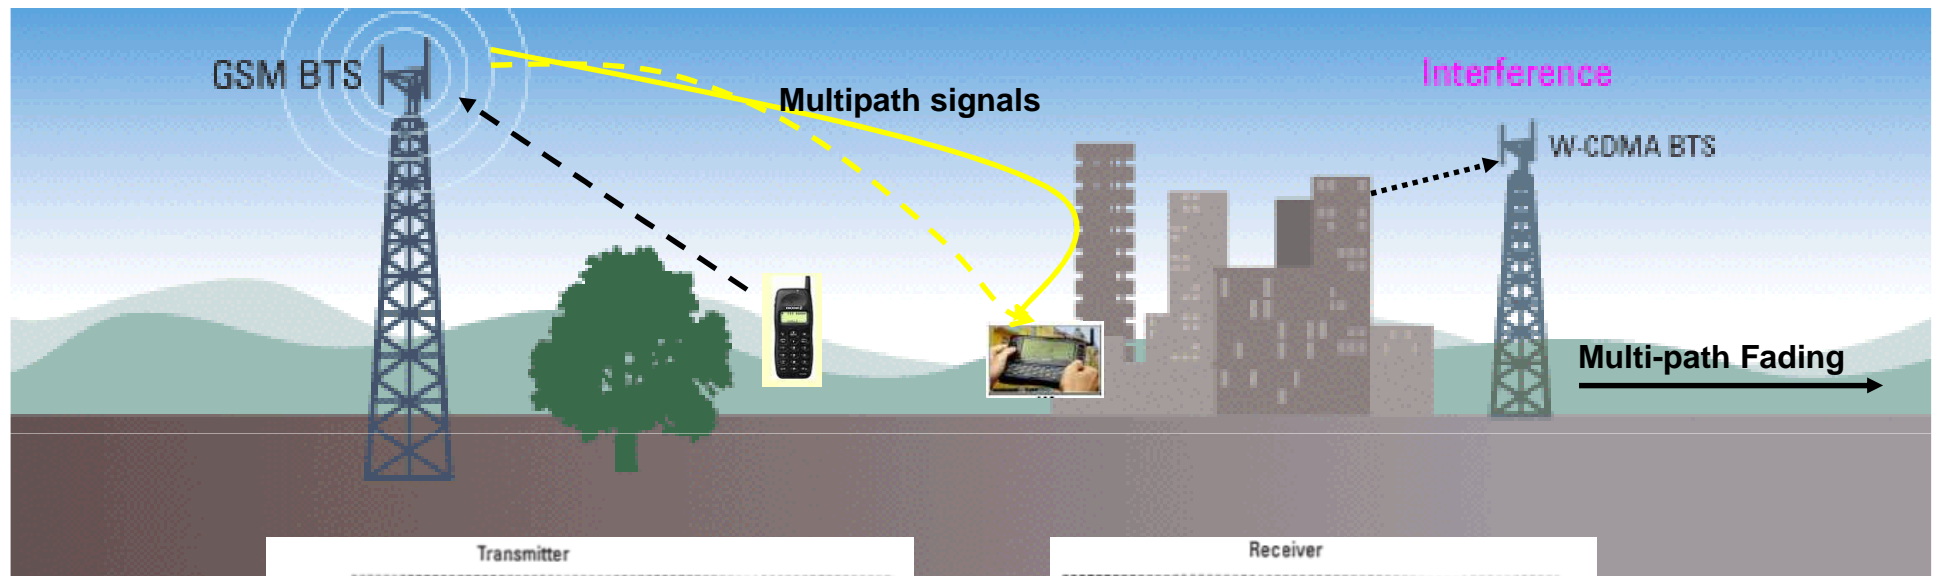 GSM BTS
Interference
Multipath signals
W-CDMA BTS
Multi-path Fading
Transmitter
Receiver